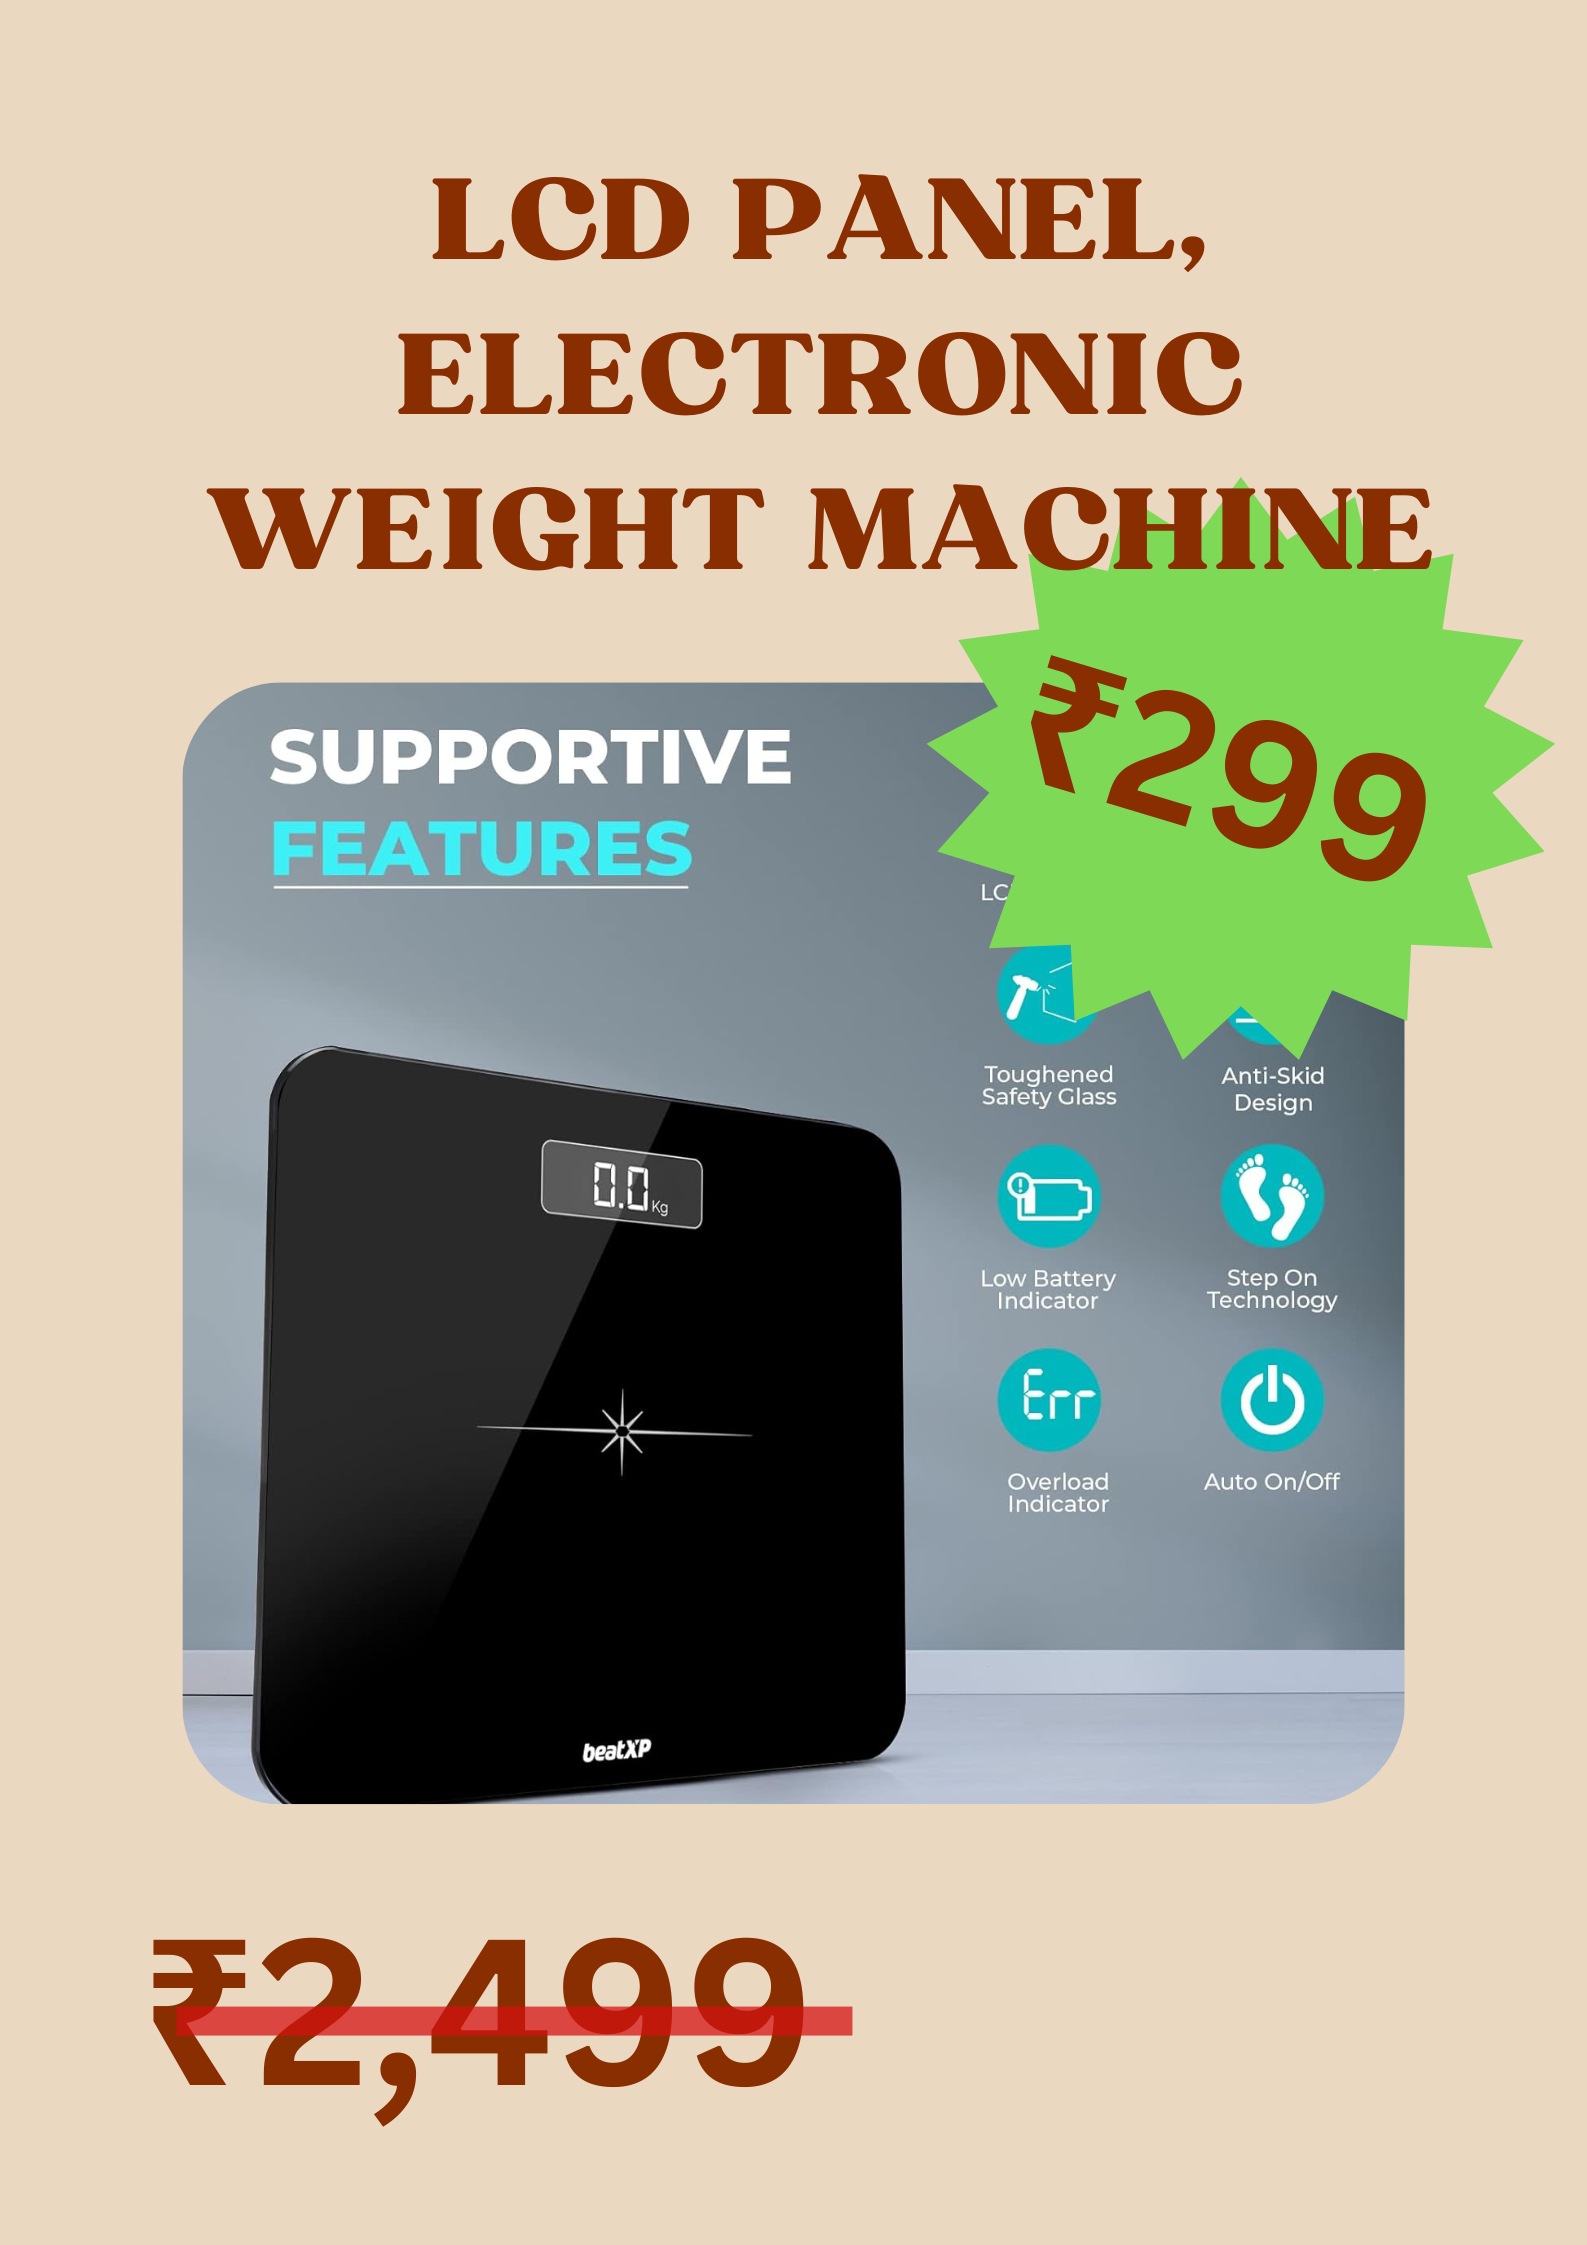 LCD PANEL,
ELECTRONIC
WEIGHT MACHINE
₹299
SUPPORTIVE
FEATURES
Toughened
Safety Glass
Anti-Skid
Design
0.0 Kg
Low Battery
Indicator
Step On
Technology
Err
Overload
Indicator
Auto On/Off
beatXP
₹2,499